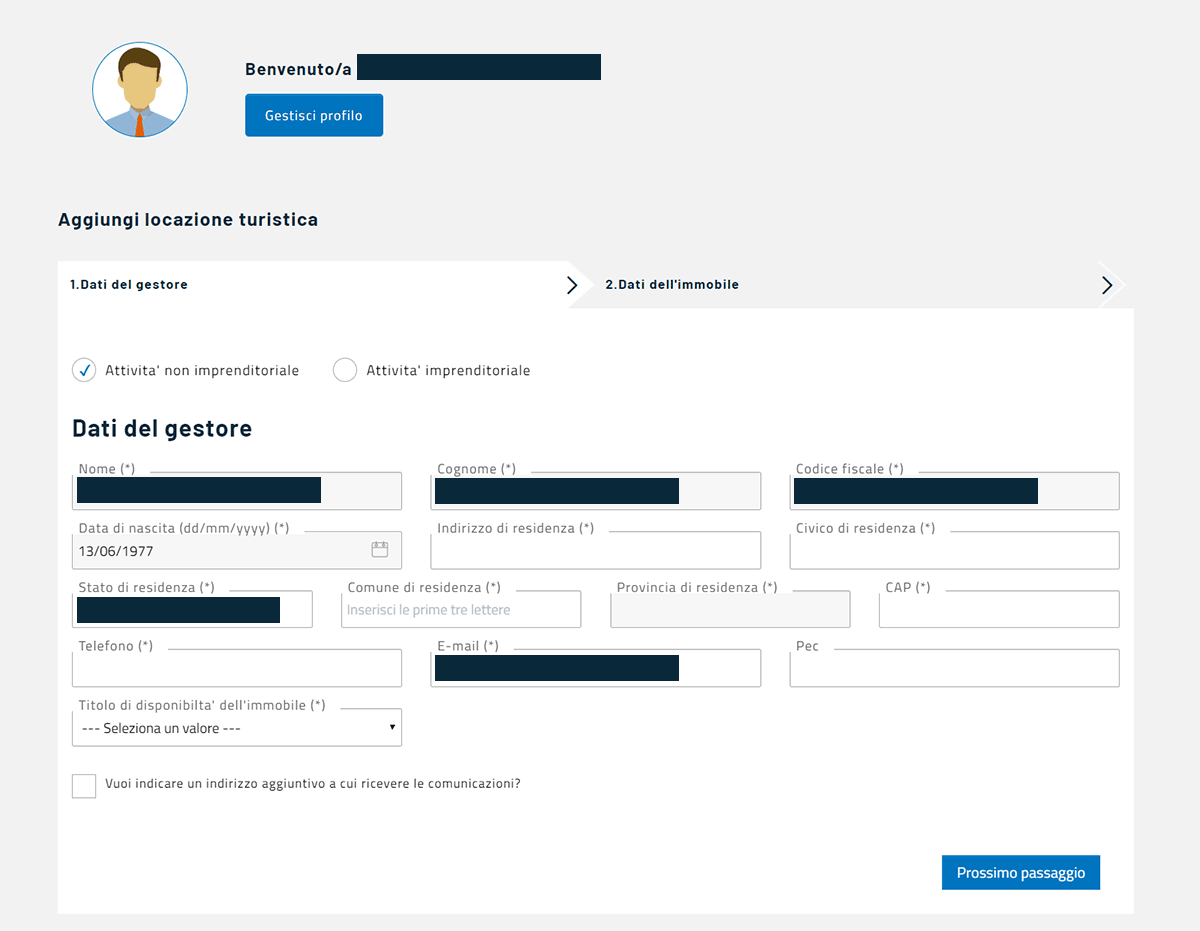 Benvenuto/a
Gestisci profilo
Aggiungi locazione turistica
1.Dati del gestore
2.Dati dell'immobile
Attivita' non imprenditoriale
Attivita' imprenditoriale
Dati del gestore
Nome (*)
Cognome (*)
Codice fiscale (*)
Data di nascita (dd/mm/yyyy) (*)
Indirizzo di residenza (*)
Civico di residenza (*)
13/06/1977
Stato di residenza (*)
Comune di residenza (*)
Provincia di residenza (*)
CAP (*)
Inserisci le prime tre lettere
Telefono (*)
E-mail (*)
Pec
Titolo di disponibilta' dell'immobile (*)
--- Seleziona un valore ---
Vuoi indicare un indirizzo aggiuntivo a cui ricevere le comunicazioni?
Prossimo passaggio